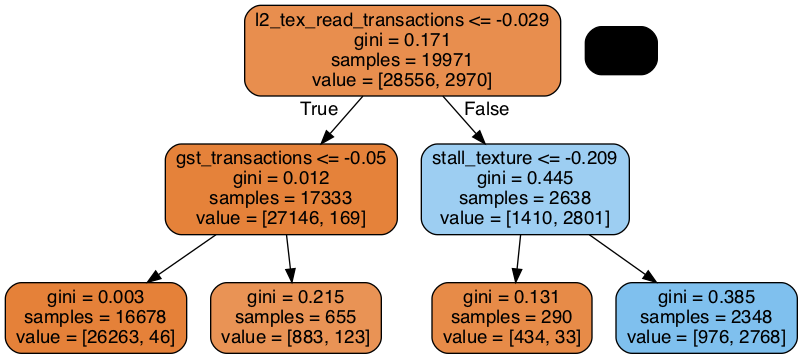 l2_tex_read_transactions <= -0.029
gini = 0.171
samples = 19971
value = [28556, 2970]
True
False
gst_transactions <= -0.05
gini = 0.012
samples = 17333
value = [27146, 169]
stall_texture <= -0.209
gini = 0.445
samples = 2638
value = [1410, 2801]
gini = 0.003
samples = 16678
value = [26263, 46]
gini = 0.215
samples = 655
value = [883, 123]
gini = 0.131
samples = 290
value = [434, 33]
gini = 0.385
samples = 2348
value = [976, 2768]